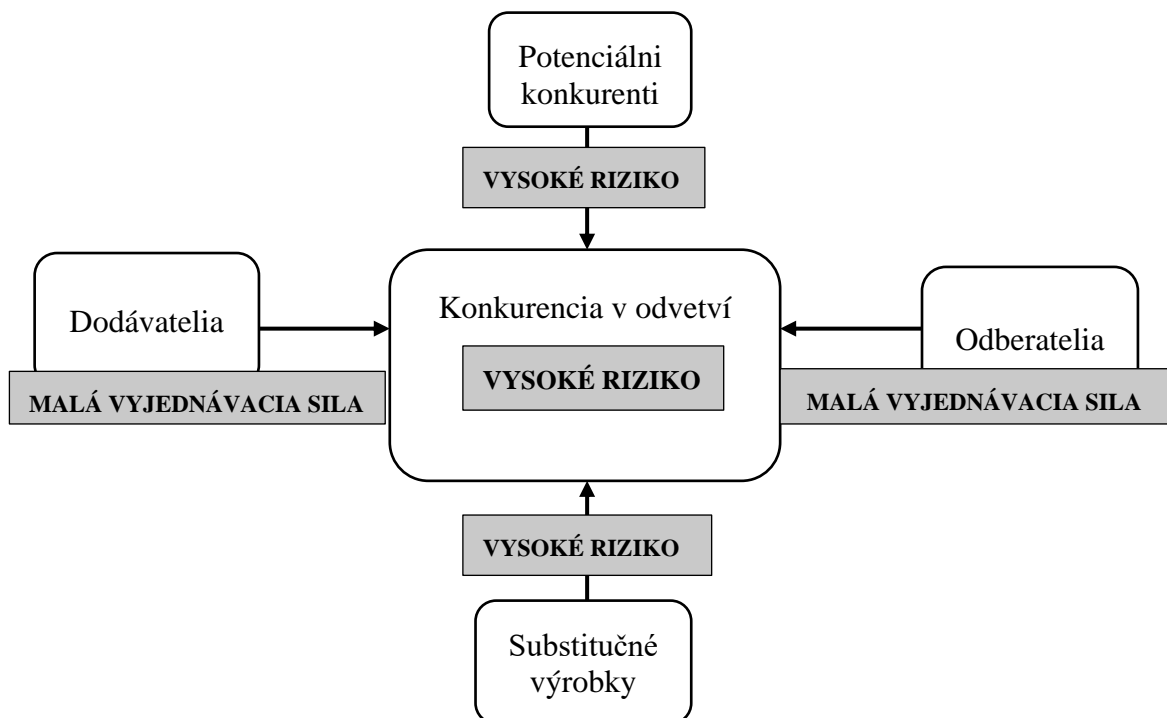 Potenciálni
konkurenti
VYSOKÉ RIZIKO
Dodávatelia
MALÁ VYJEDNÁVACIA SILA
Konkurencia v odvetví
VYSOKÉ RIZIKO
Odberatelia
MALÁ VYJEDNÁVACIA SILA
VYSOKÉ RIZIKO
Substitučné
výrobky